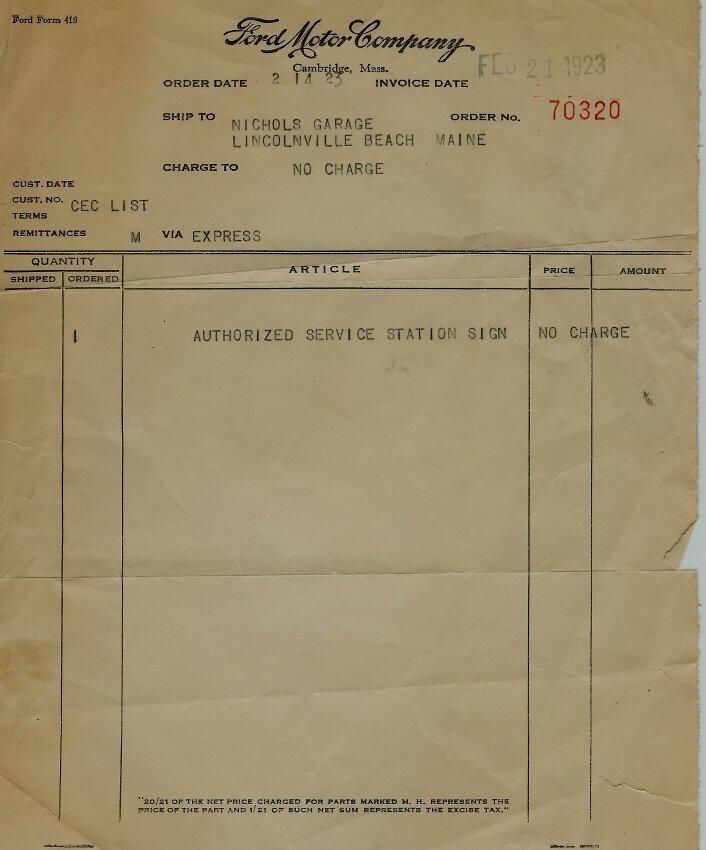 Ford Form 419
Ford Motor Company
Cambridge, Mass.
ORDER DATE 2 14 23 INVOICE DATE FEB 21 1923
SHIP TO NICHOLS GARAGE ORDER No. 70320
LINCOLNVILLE BEACH MAINE
CHARGE TO NO CHARGE
CUST. DATE
CUST. NO. CEC LIST
TERMS
REMITTANCES M VIA EXPRESS
QUANTITY ARTICLE PRICE AMOUNT
SHIPPED ORDERED
1 AUTHORIZED SERVICE STATION SIGN NO CHARGE
"20/21 OF THE NET PRICE CHARGED FOR PARTS MARKED M. H. REPRESENTS THE
PRICE OF THE PART AND 1/21 OF SUCH NET SUM REPRESENTS THE EXCISE TAX."